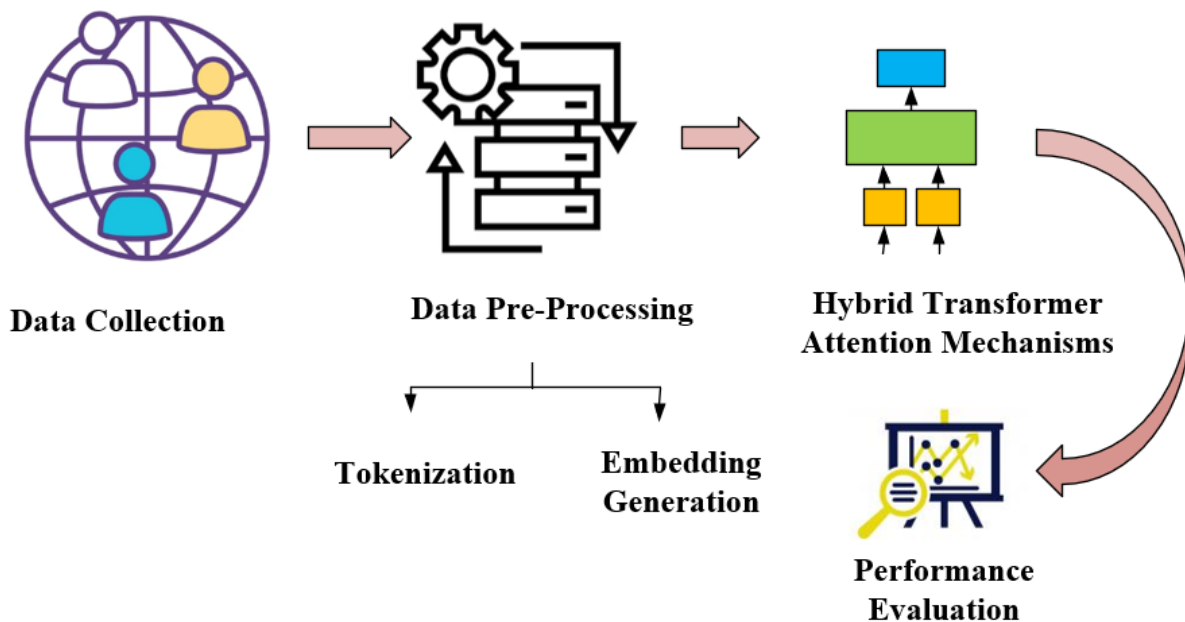 Data Collection
Data Pre-Processing
Hybrid Transformer
Attention Mechanisms
Tokenization
Embedding
Generation
Performance
Evaluation